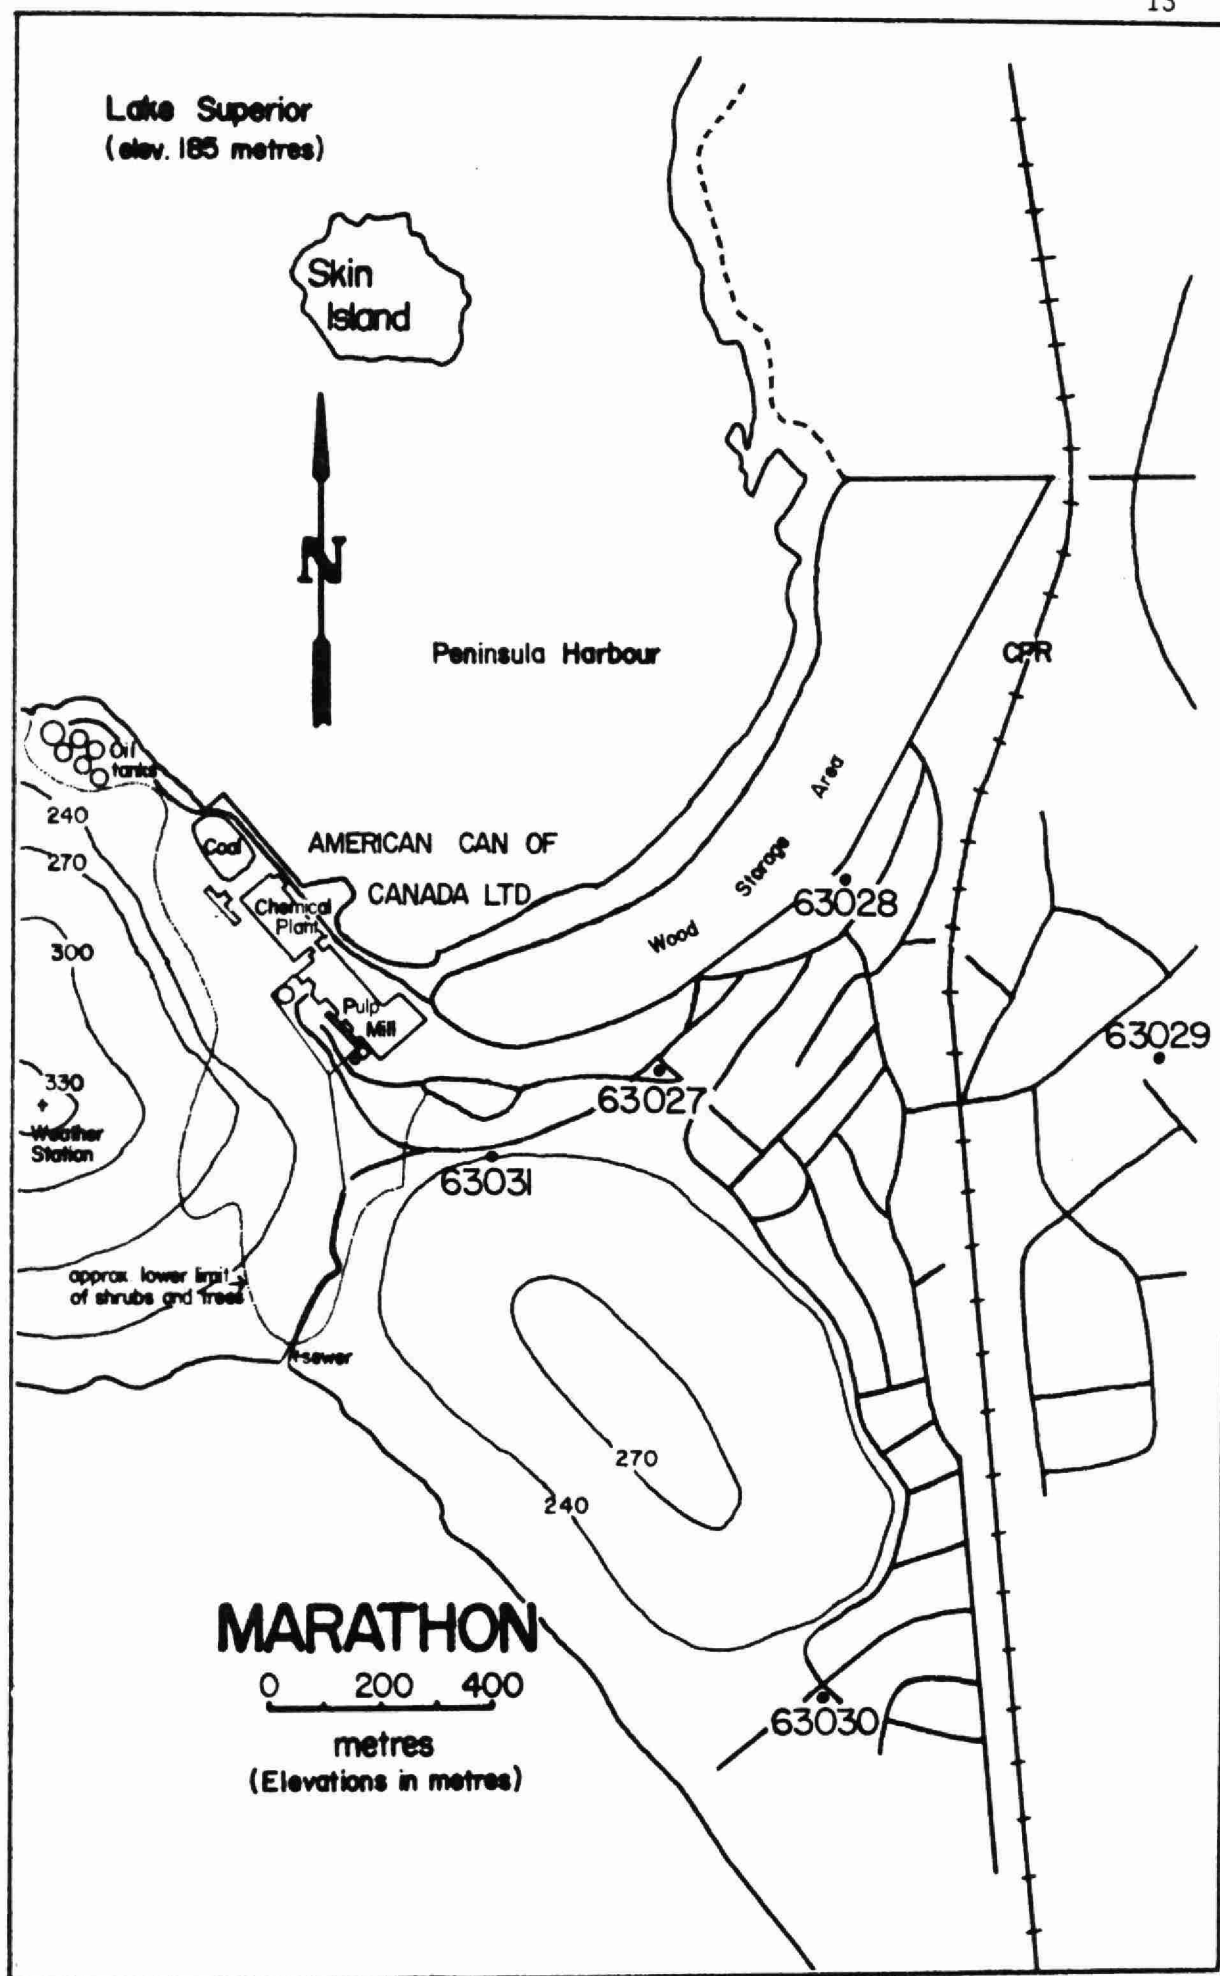 13
Lake Superior
(elev. 185 metres)
Skin
Island
N
Peninsula Harbour
CPR
Oil
tanks
240
270
Coal
AMERICAN CAN OF
CANADA LTD
Chemical
Plant
Area
Storage
Wood
63028
300
Pulp
Mill
63029
330
Weather
Station
63027
63031
approx. lower limit
of shrubs and trees
sewer
270
240
MARATHON
0 200 400
metres
(Elevations in metres)
63030